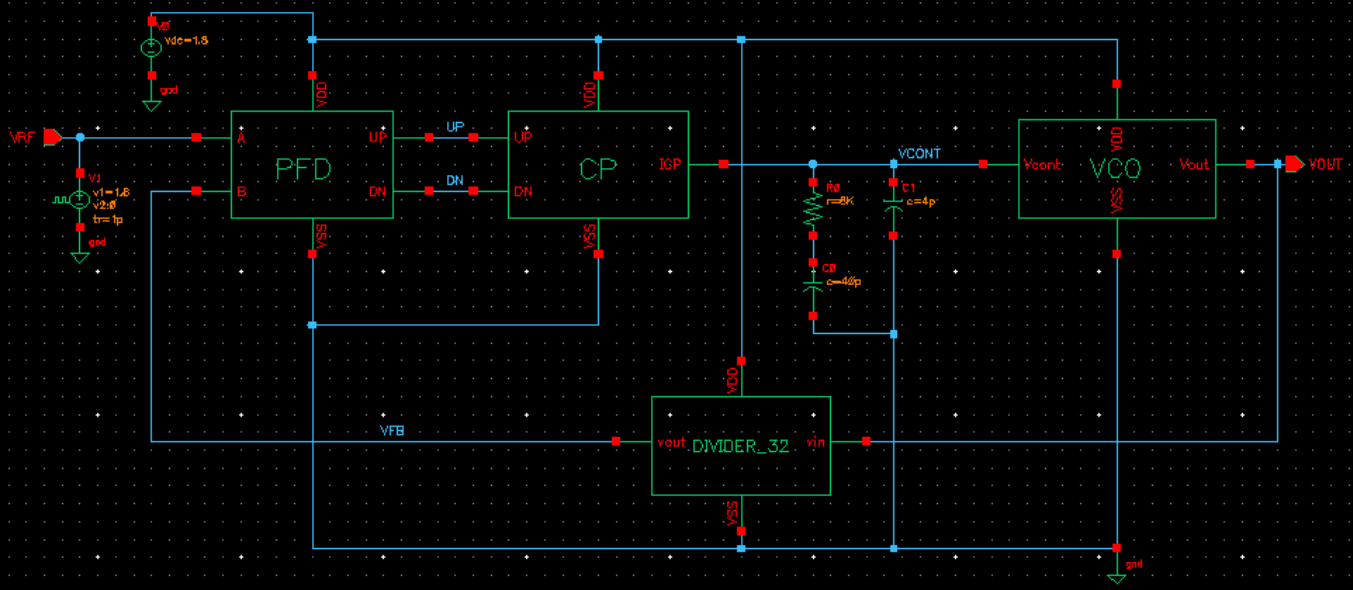 V0
vdc=1.8
gnd
VDD
VDD
VRF
A
UP
UP
UP
PFD
CP
ICP
VCONT
Vcont
VDD
VCO
VSS
Vout
VOUT
V1
v1=1.8
v2:0
tr=1p
gnd
B
DN
DN
DN
VSS
VSS
R0
r=8K
C1
c=4p
C0
c=40p
VDD
VFB
vout
DIVIDER_32
vin
VSS
gnd